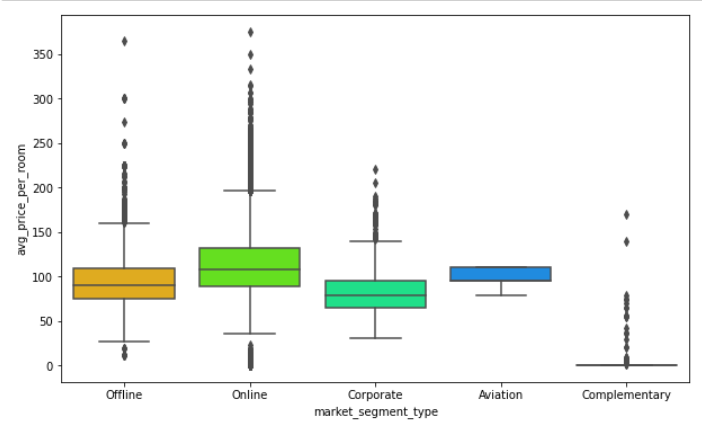 350
300
250
200
150
100
50
0
avg_price_per_room
Offline Online Corporate Aviation Complementary
market_segment_type